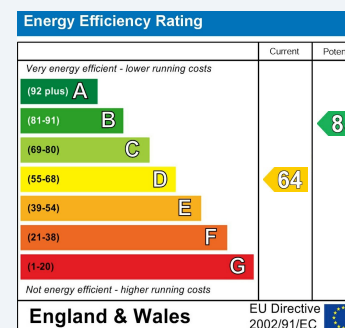 Energy Efficiency Rating
Current
Very energy efficient - lower running costs
(92 plus) A
(81-91) B
8
(69-80) C
(55-68) D
64
(39-54) E
(21-38) F
(1-20) G
Not energy efficient - higher running costs
England & Wales
EU Directive
2002/91/EC